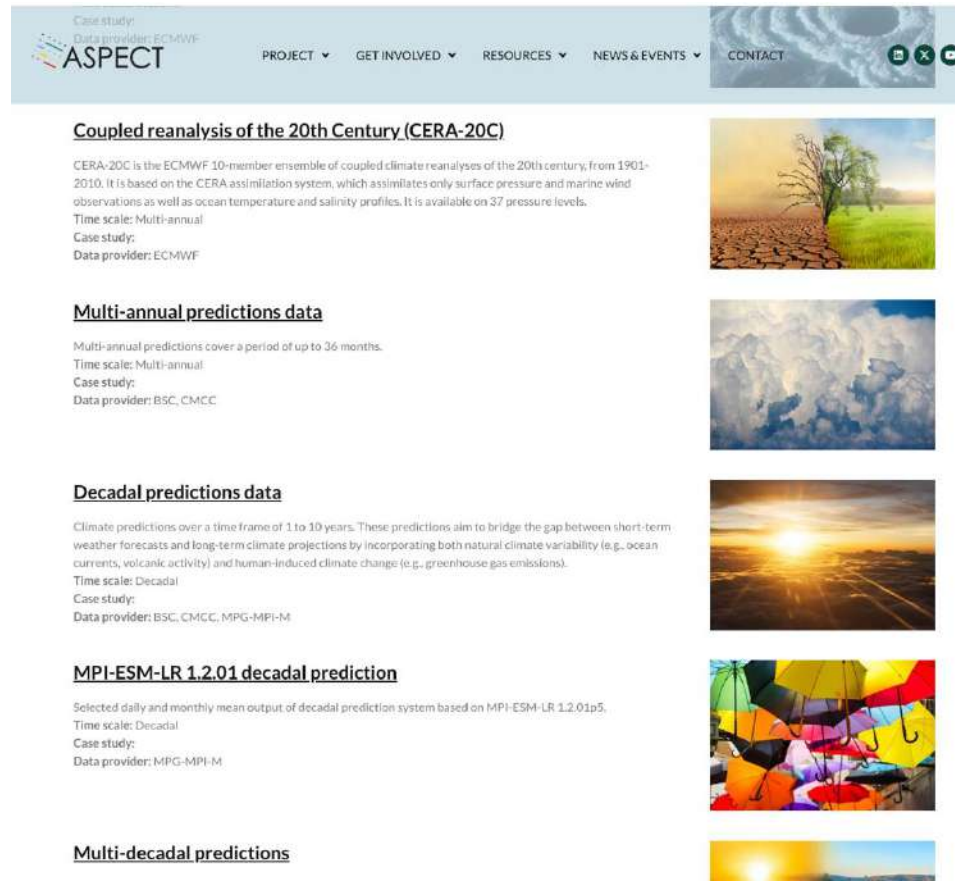 Case study:
Data provider: ECMWF
ASPECT
PROJECT
GET INVOLVED
RESOURCES
NEWS & EVENTS
CONTACT
Coupled reanalysis of the 20th Century (CERA-20C)
CERA-20C is the ECMWF 10-member ensemble of coupled climate reanalyses of the 20th century, from 1901-
2010. It is based on the CERA assimilation system, which assimilates only surface pressure and marine wind
observations as well as ocean temperature and salinity profiles. It is available on 37 pressure levels.
Time scale: Multi-annual
Case study:
Data provider: ECMWF
Multi-annual predictions data
Multi-annual predictions cover a period of up to 36 months.
Time scale: Multi-annual
Case study:
Data provider: BSC, CMCC
Decadal predictions data
Climate predictions over a time frame of 1 to 10 years. These predictions aim to bridge the gap between short-term
weather forecasts and long-term climate projections by incorporating both natural climate variability (e.g., ocean
currents, volcanic activity) and human-induced climate change (e.g., greenhouse gas emissions).
Time scale: Decadal
Case study:
Data provider: BSC, CMCC, MPG-MPI-M
MPI-ESM-LR 1.2.01 decadal prediction
Selected daily and monthly mean output of decadal prediction system based on MPI-ESM-LR 1.2.01p5.
Time scale: Decadal
Case study:
Data provider: MPG-MPI-M
Multi-decadal predictions